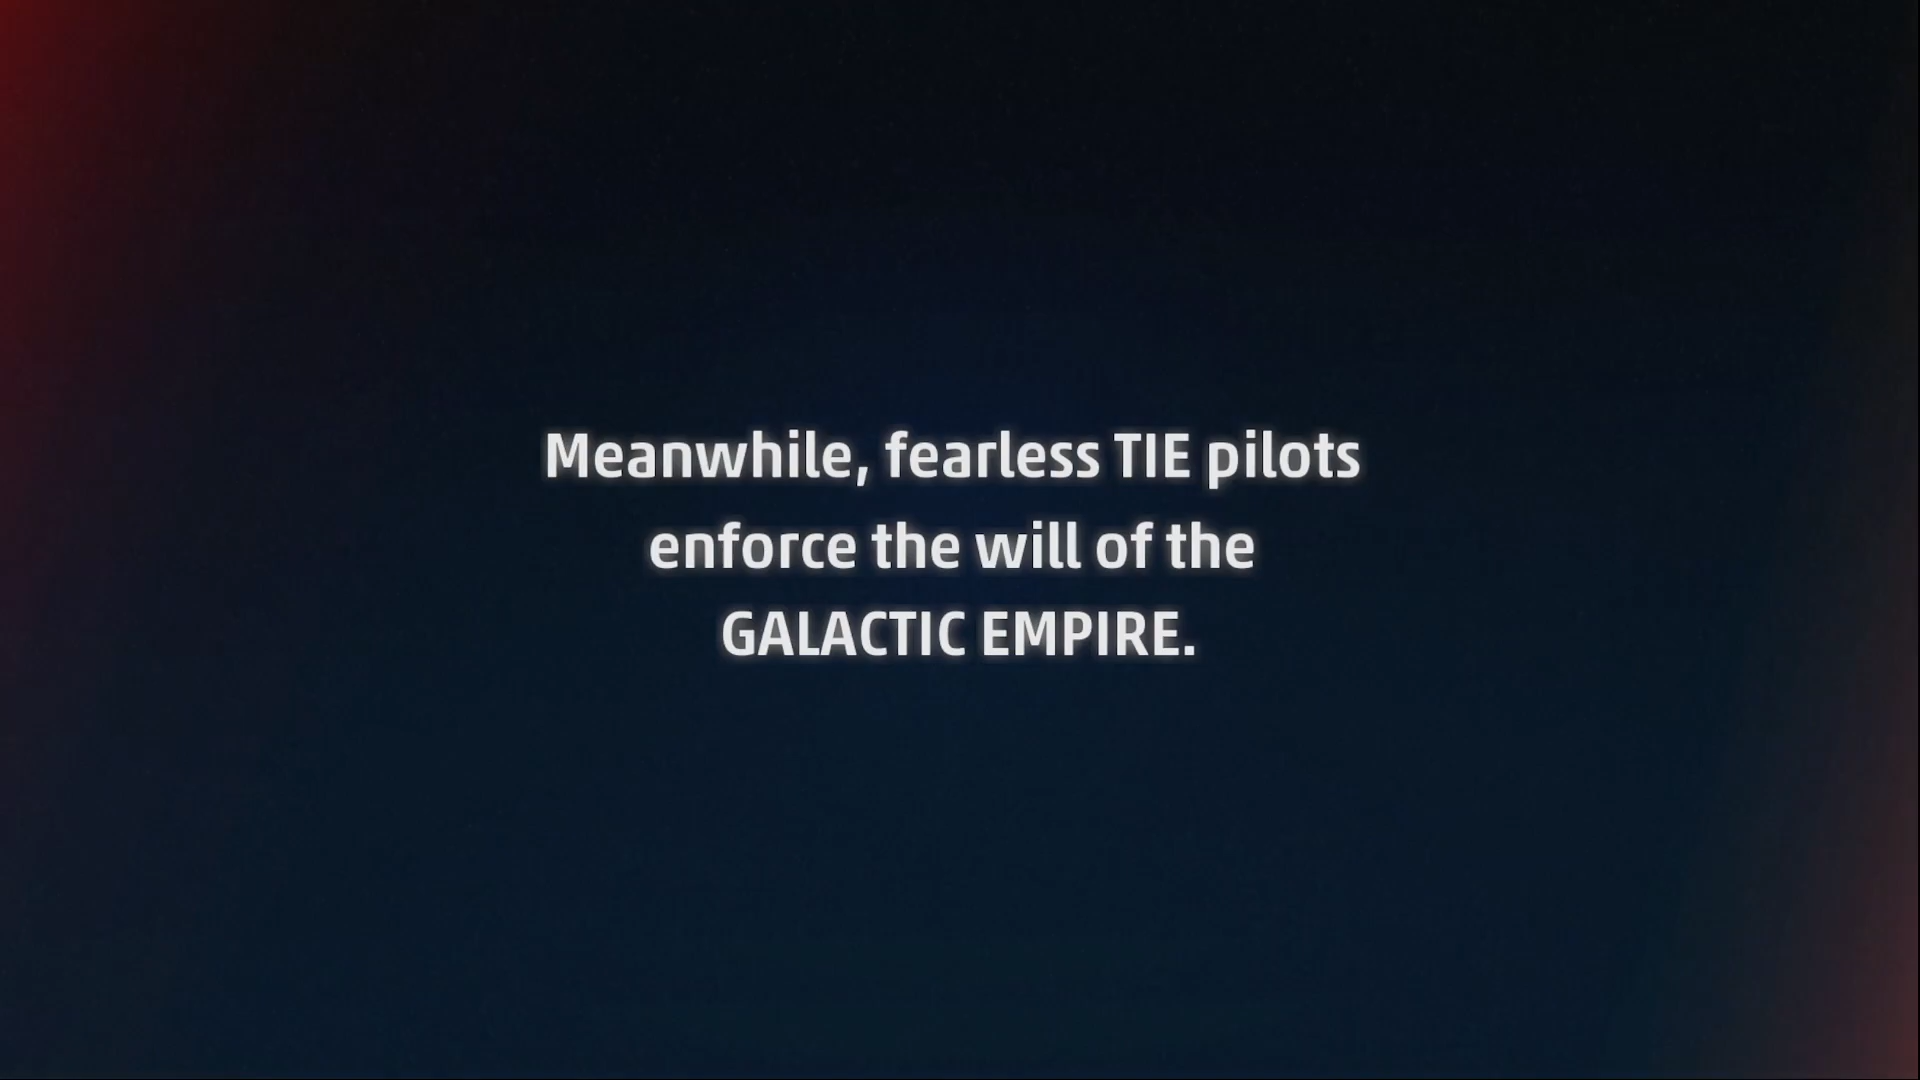 Meanwhile, fearless TIE pilots
enforce the will of the
GALACTIC EMPIRE.